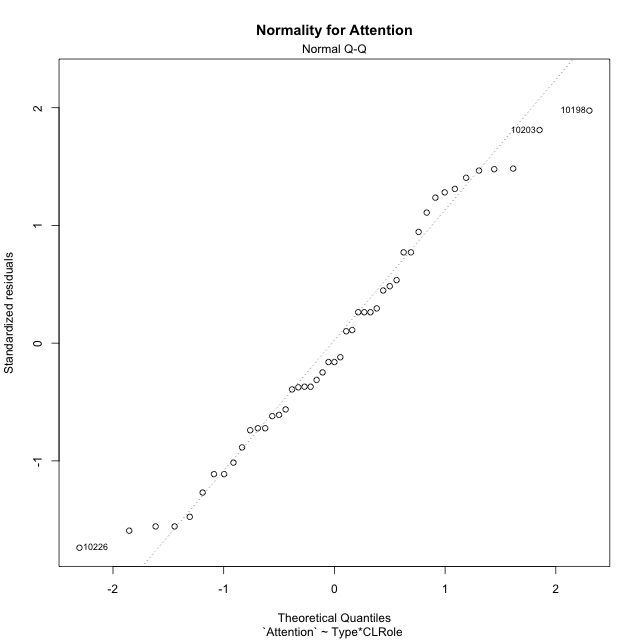 Normality for Attention
Normal Q-Q
2
1
0
-1
Standardized residuals
10198
10203
10226
-2
-1
0
1
2
Theoretical Quantiles
`Attention` ~ Type*CLRole